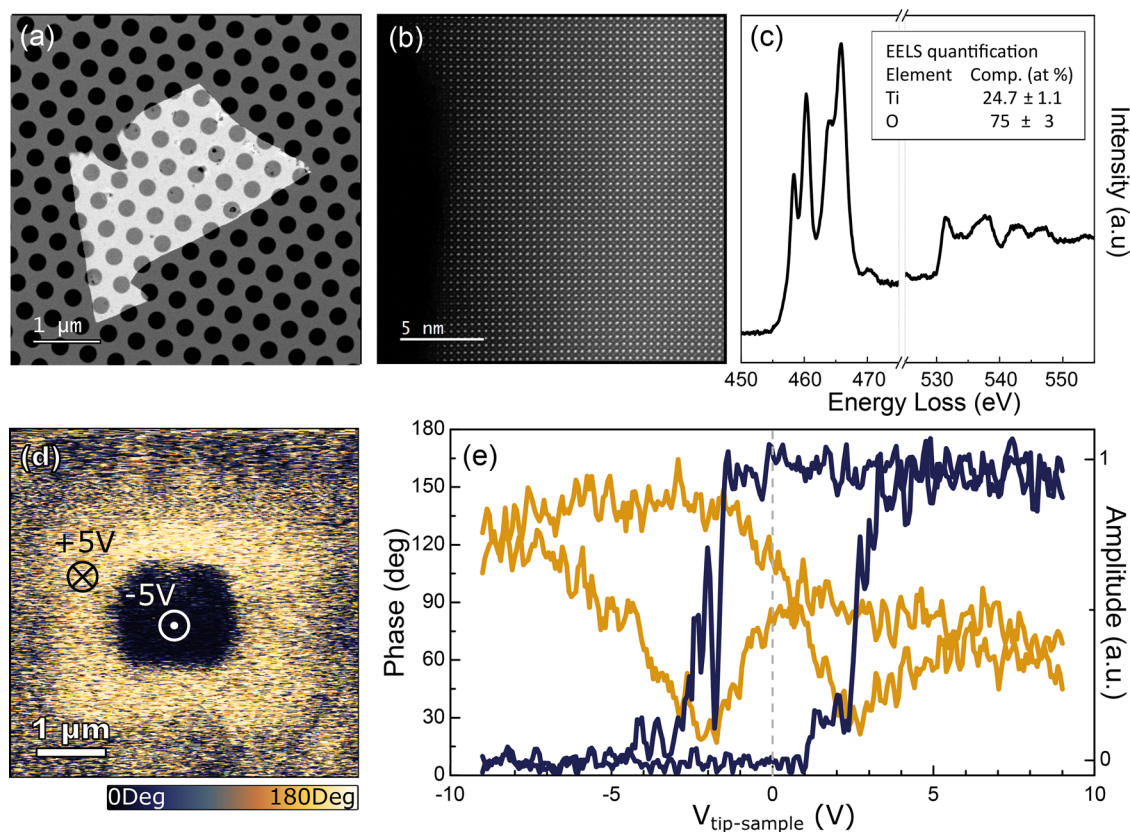 (a)
1 µm
(b)
5 nm
(c)
EELS quantification
Element Comp. (at %)
Ti 24.7 ± 1.1
O 75 ± 3
Intensity (a.u)
450 460 470 530 540 550
Energy Loss (eV)
(d)
+5V
-5V
1 µm
0Deg 180Deg
(e)
Phase (deg)
180
150
120
90
60
30
0
-10 -5 0 5 10
V tip-sample (V)
1
0
Amplitude (a.u.)